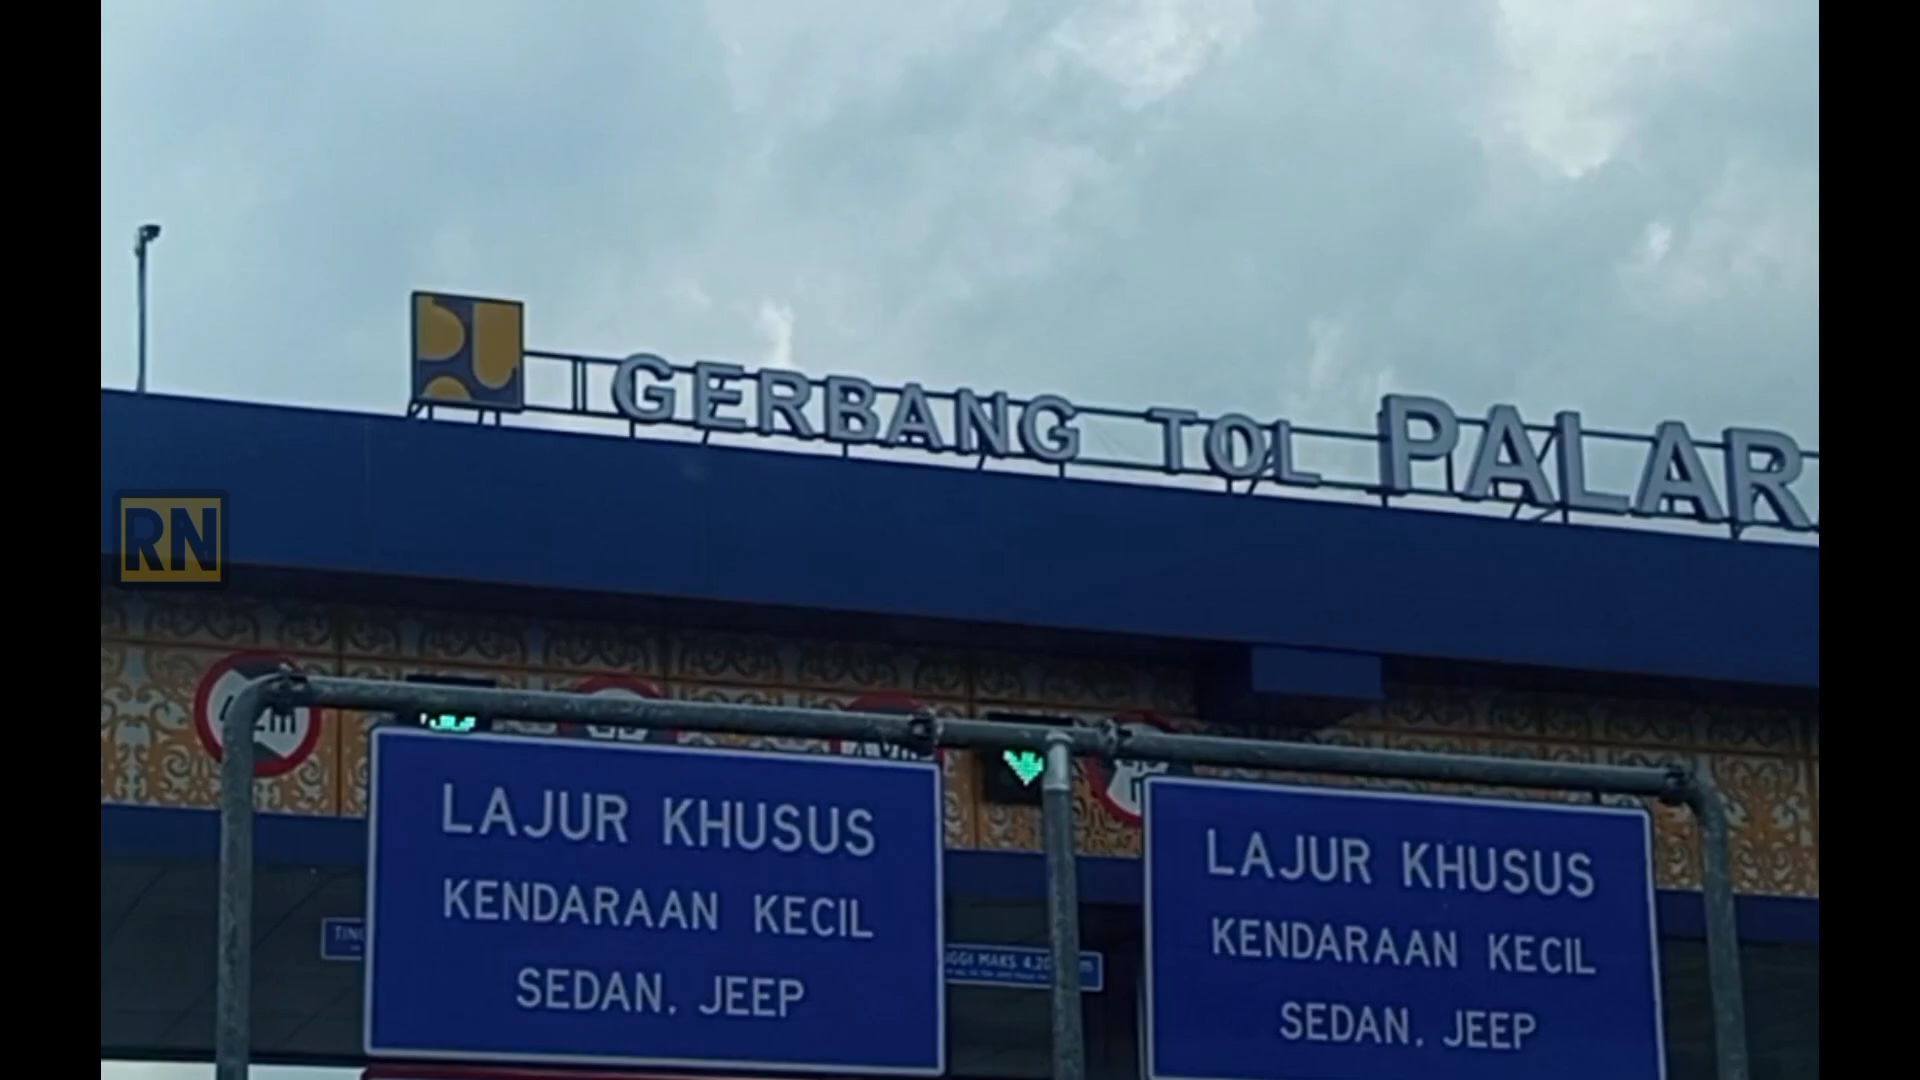 GERBANG TOL PALAR
RN
LAJUR KHUSUS
KENDARAAN KECIL
SEDAN. JEEP
LAJUR KHUSUS
KENDARAAN KECIL
SEDAN. JEEP